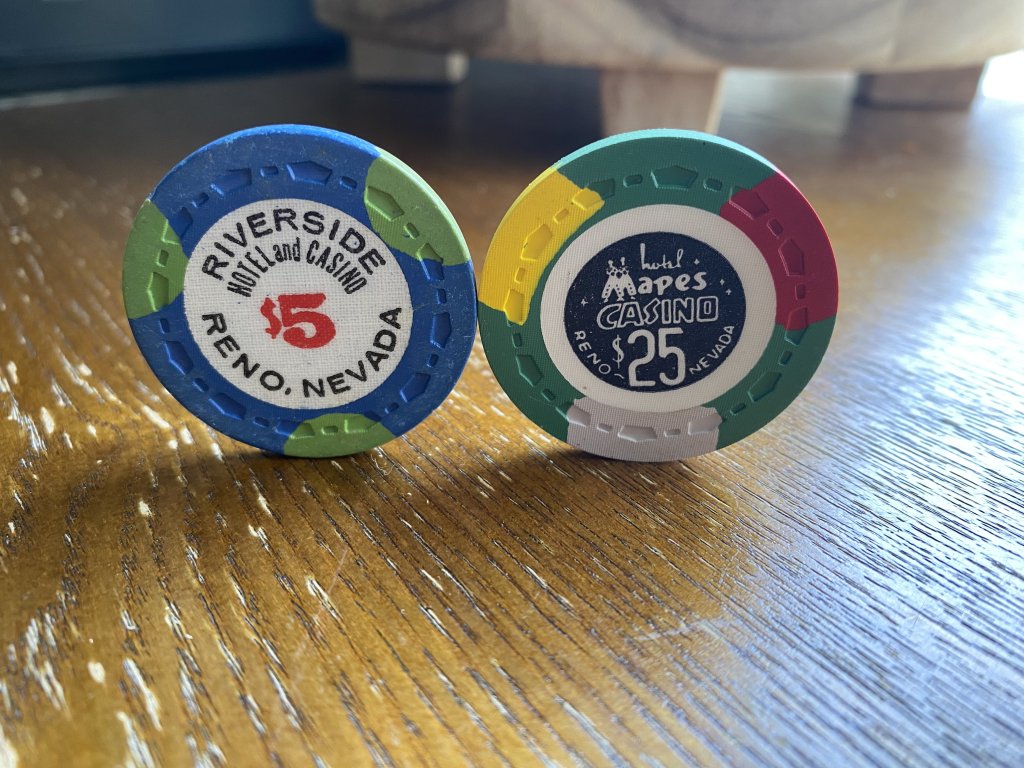 RIVERSIDE
HOTEL and CASINO
$5
RENO, NEVADA
hotel
Mapes
CASINO
$25
RENO NEVADA